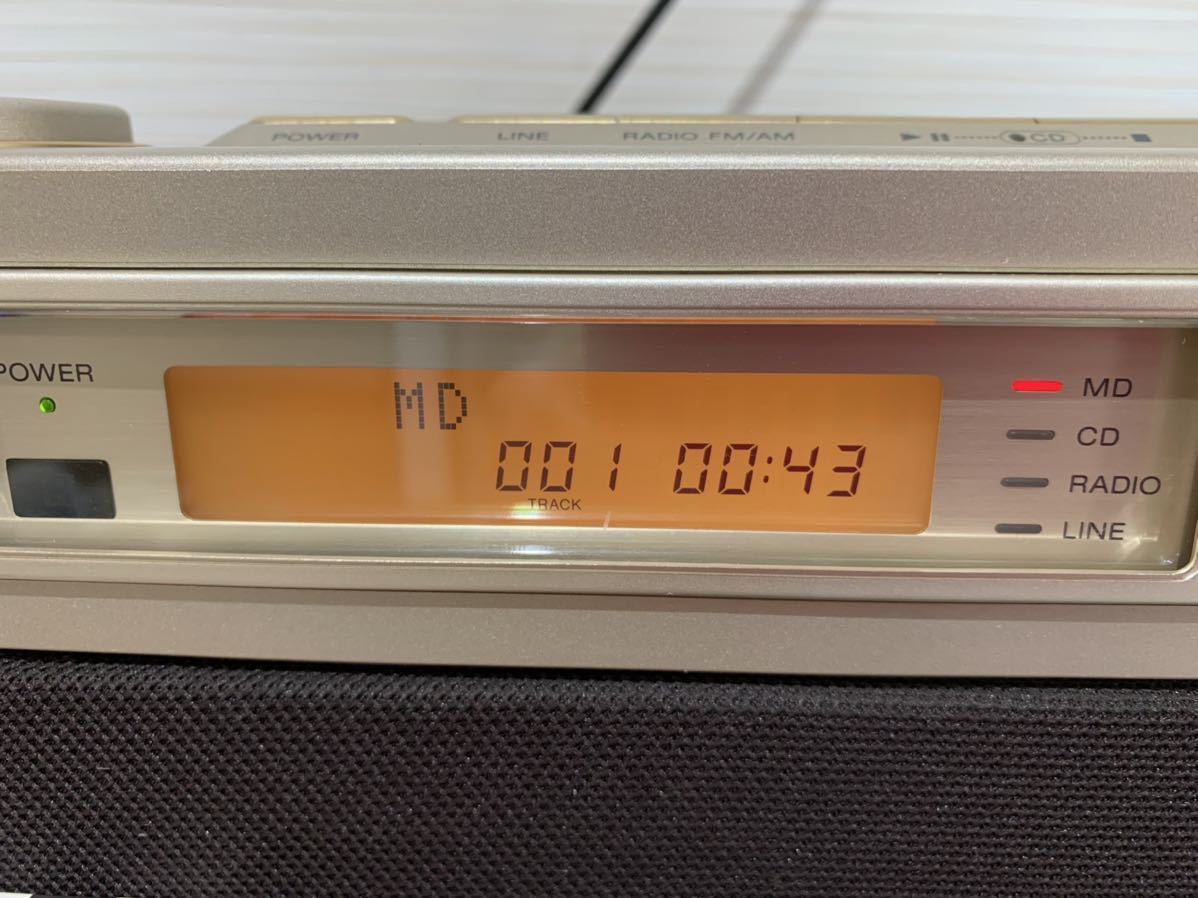 POWER LINE RADIO FM/AM CD
POWER
MD
001 00:43
TRACK
MD
CD
RADIO
LINE